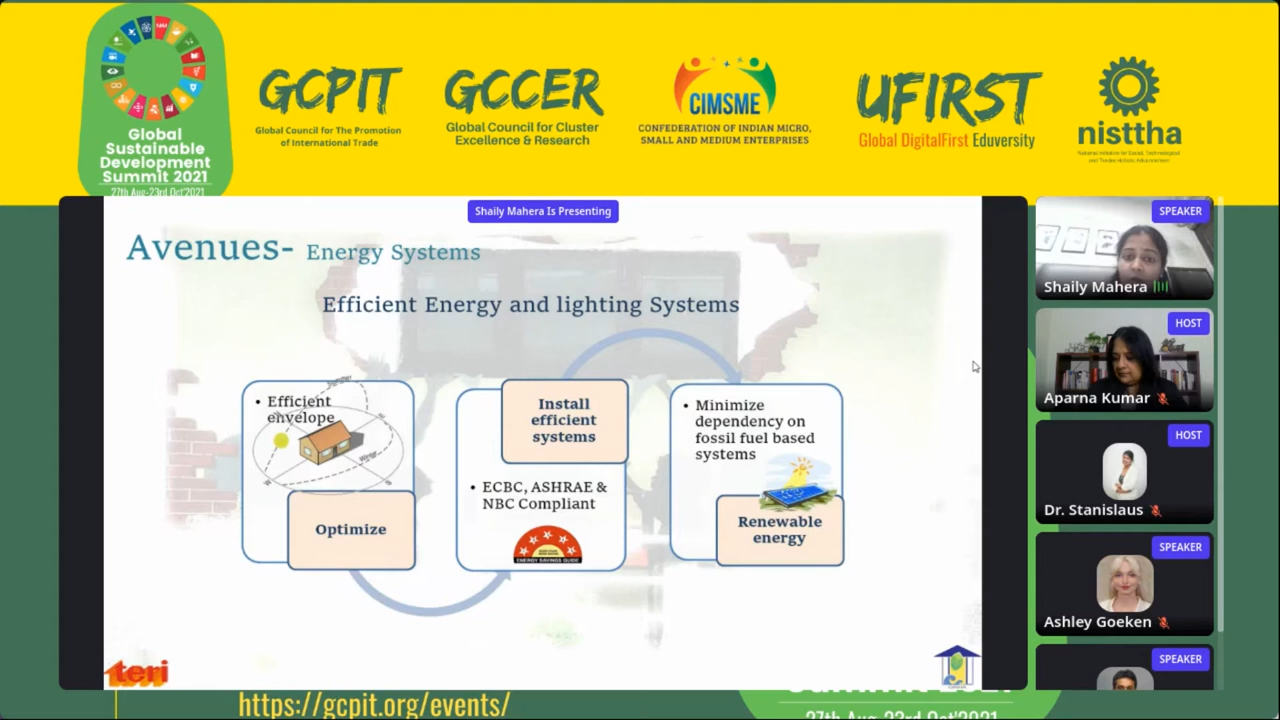 Global
Sustainable
Development
Summit 2021
27th Aug-23rd Oct'2021
GCPIT
Global Council for The Promotion
of International Trade
GCCER
Global Council for Cluster
Excellence & Research
CIMSME
CONFEDERATION OF INDIAN MICRO,
SMALL AND MEDIUM ENTERPRISES
UFIRST
Global DigitalFirst Eduversity
nisttha
Shaily Mahera Is Presenting
Avenues- Energy Systems
Efficient Energy and lighting Systems
• Efficient
envelope
Optimize
Install
efficient
systems
• ECBC, ASHRAE &
NBC Compliant
ENERGY SAVINGS GUIDE
• Minimize
dependency on
fossil fuel based
systems
Renewable
energy
teri
SPEAKER
Shaily Mahera
HOST
Aparna Kumar
HOST
Dr. Stanislaus
SPEAKER
Ashley Goeken
SPEAKER
https://gcpit.org/events/
27th Aug-23rd Oct'2021